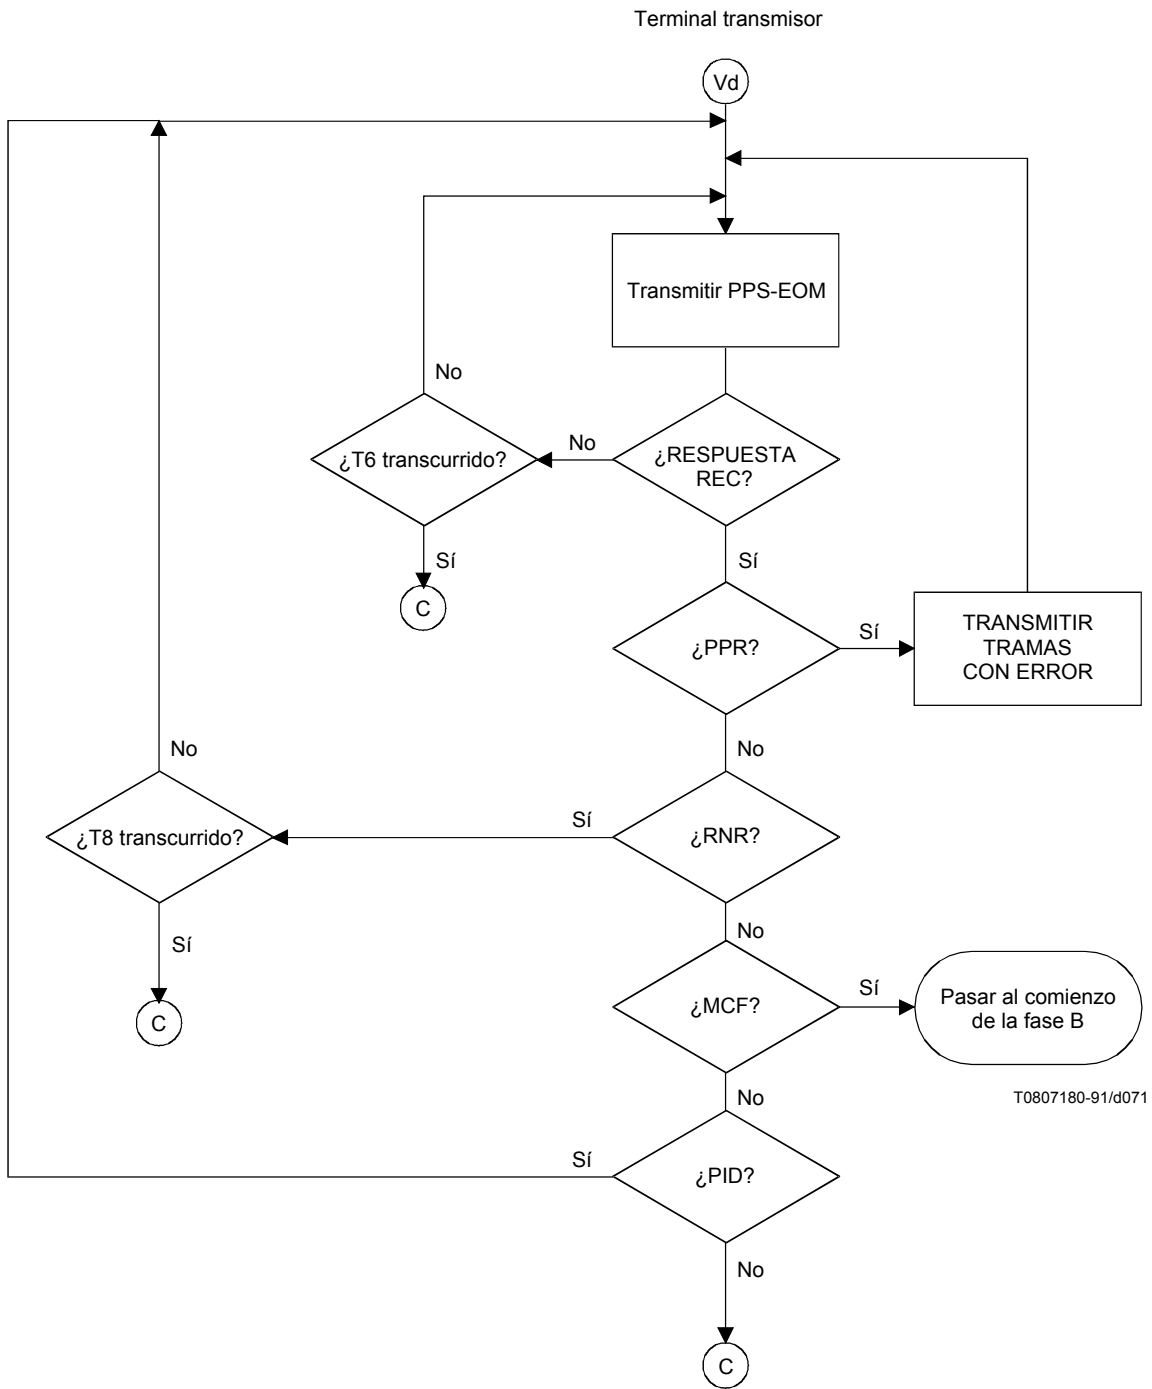 Terminal transmisor
Vd
Transmitir PPS-EOM
No
¿T6 transcurrido?
No
¿RESPUESTA
REC?
Sí
C
Sí
¿PPR?
Sí
TRANSMITIR
TRAMAS
CON ERROR
No
No
¿T8 transcurrido?
Sí
¿RNR?
Sí
C
No
¿MCF?
Sí
Pasar al comienzo
de la fase B
T0807180-91/d071
No
Sí
¿PID?
No
C